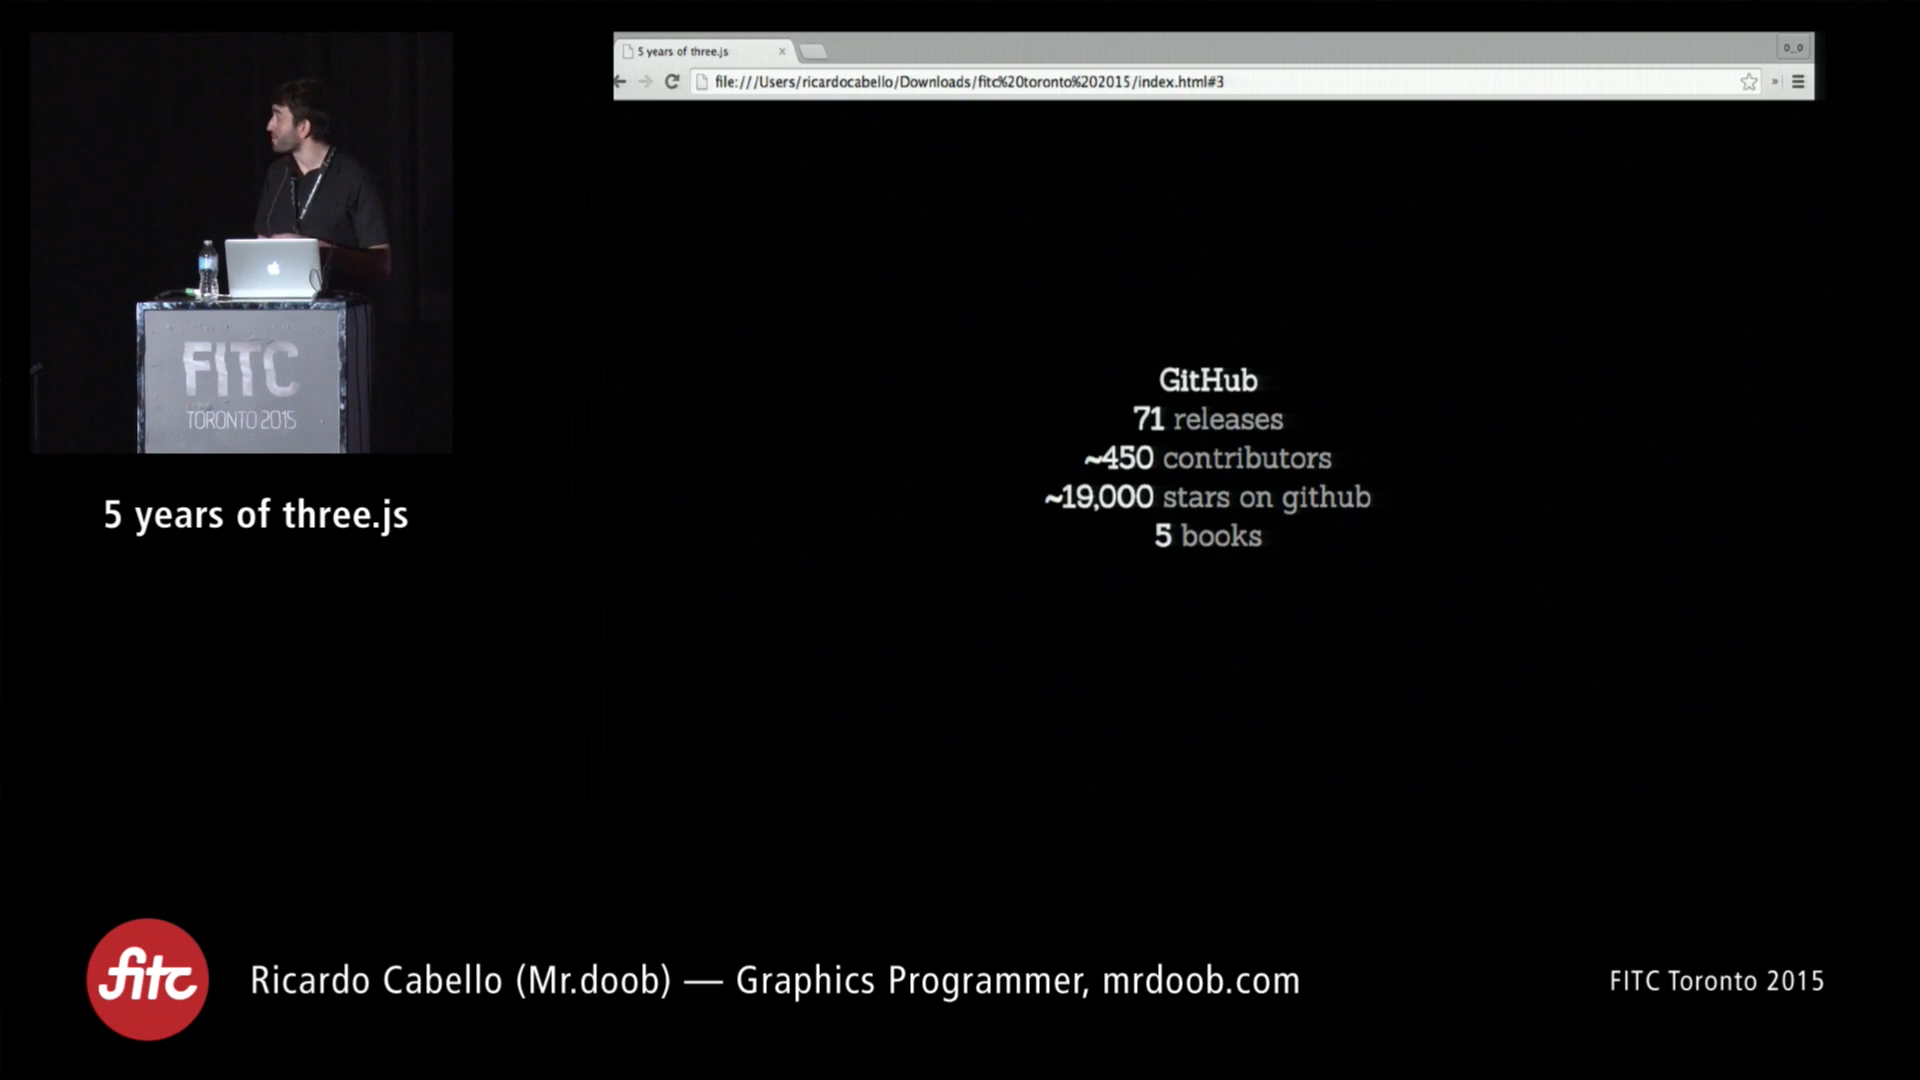 5 years of three.js
0_0
file:///Users/ricardocabello/Downloads/fitc%20toronto%202015/index.html#3
GitHub
71 releases
~450 contributors
~19,000 stars on github
5 books
FITC
TORONTO 2015
5 years of three.js
fitc
Ricardo Cabello (Mr.doob) — Graphics Programmer, mrdoob.com
FITC Toronto 2015